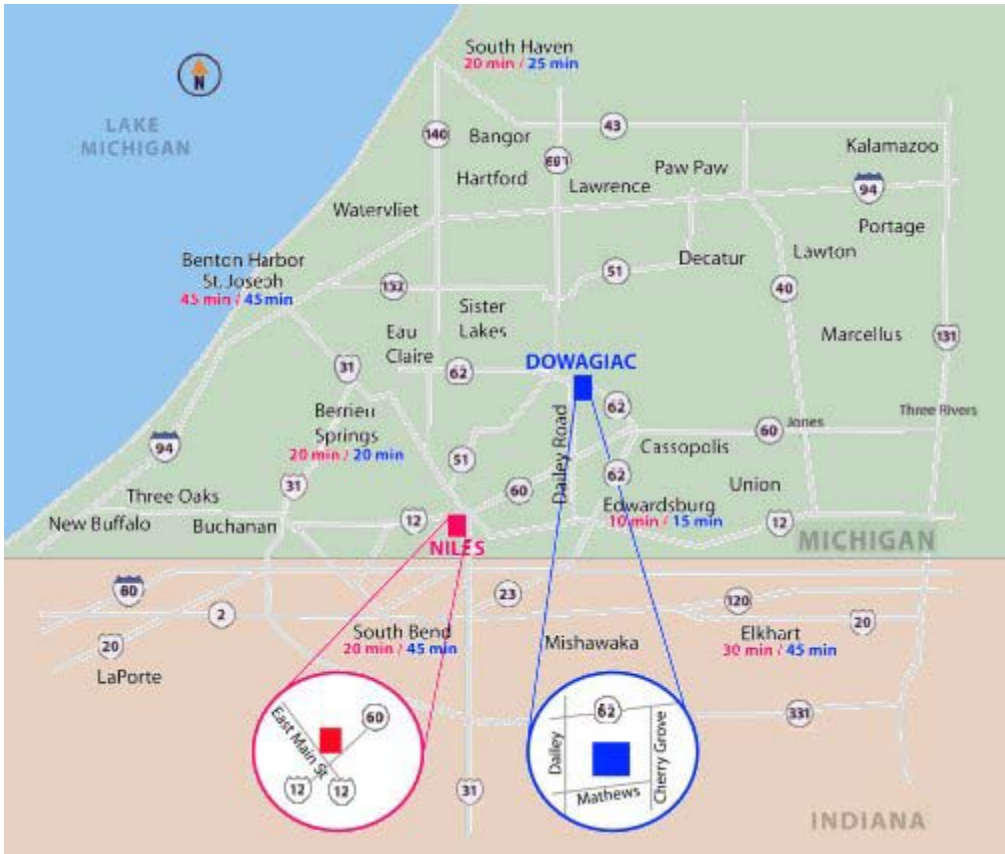 South Haven
20 min / 25 min
N
LAKE
MICHIGAN
140
Bangor
43
681
Kalamazoo
Hartford
Lawrence
Paw Paw
94
Watervliet
Portage
Benton Harbor
St. Joseph
45 min / 45 min
152
51
Decatur
Lawton
40
Sister
Lakes
Eau
Claire
Marcellus
131
31
62
DOWAGIAC
62
Berrien
Springs
20 min / 20 min
Dailey Road
60
Jones
Three Rivers
94
51
Cassopolis
31
60
62
Union
Three Oaks
New Buffalo
Buchanan
12
Edwardsburg
10 min / 15 min
12
NILES
MICHIGAN
80
23
120
2
20
20
LaPorte
South Bend
20 min / 45 min
Mishawaka
Elkhart
30 min / 45 min
East Main St
60
12
12
31
62
Dailey
Cherry Grove
Mathews
331
INDIANA